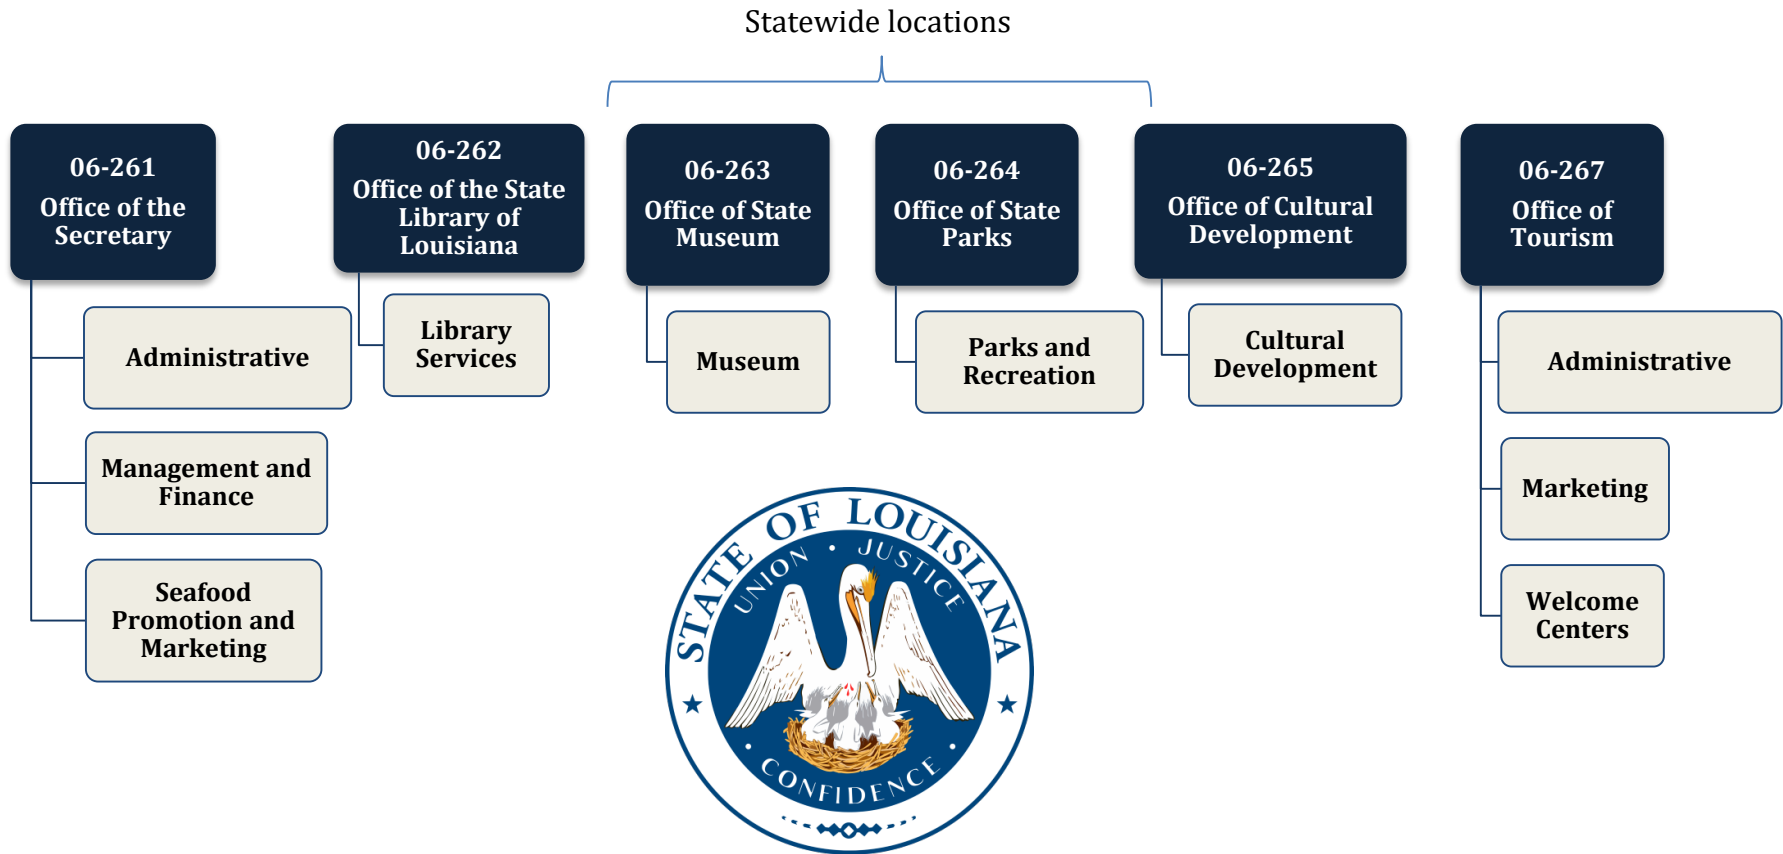 Statewide locations
06-261
Office of the
Secretary
Administrative
Management and
Finance
Seafood
Promotion and
Marketing
06-262
Office of the State
Library of
Louisiana
Library
Services
06-263
Office of State
Museum
Museum
06-264
Office of State
Parks
Parks and
Recreation
06-265
Office of Cultural
Development
Cultural
Development
06-267
Office of
Tourism
Administrative
Marketing
Welcome
Centers
STATE OF LOUISIANA
UNION · JUSTICE
· CONFIDENCE ·